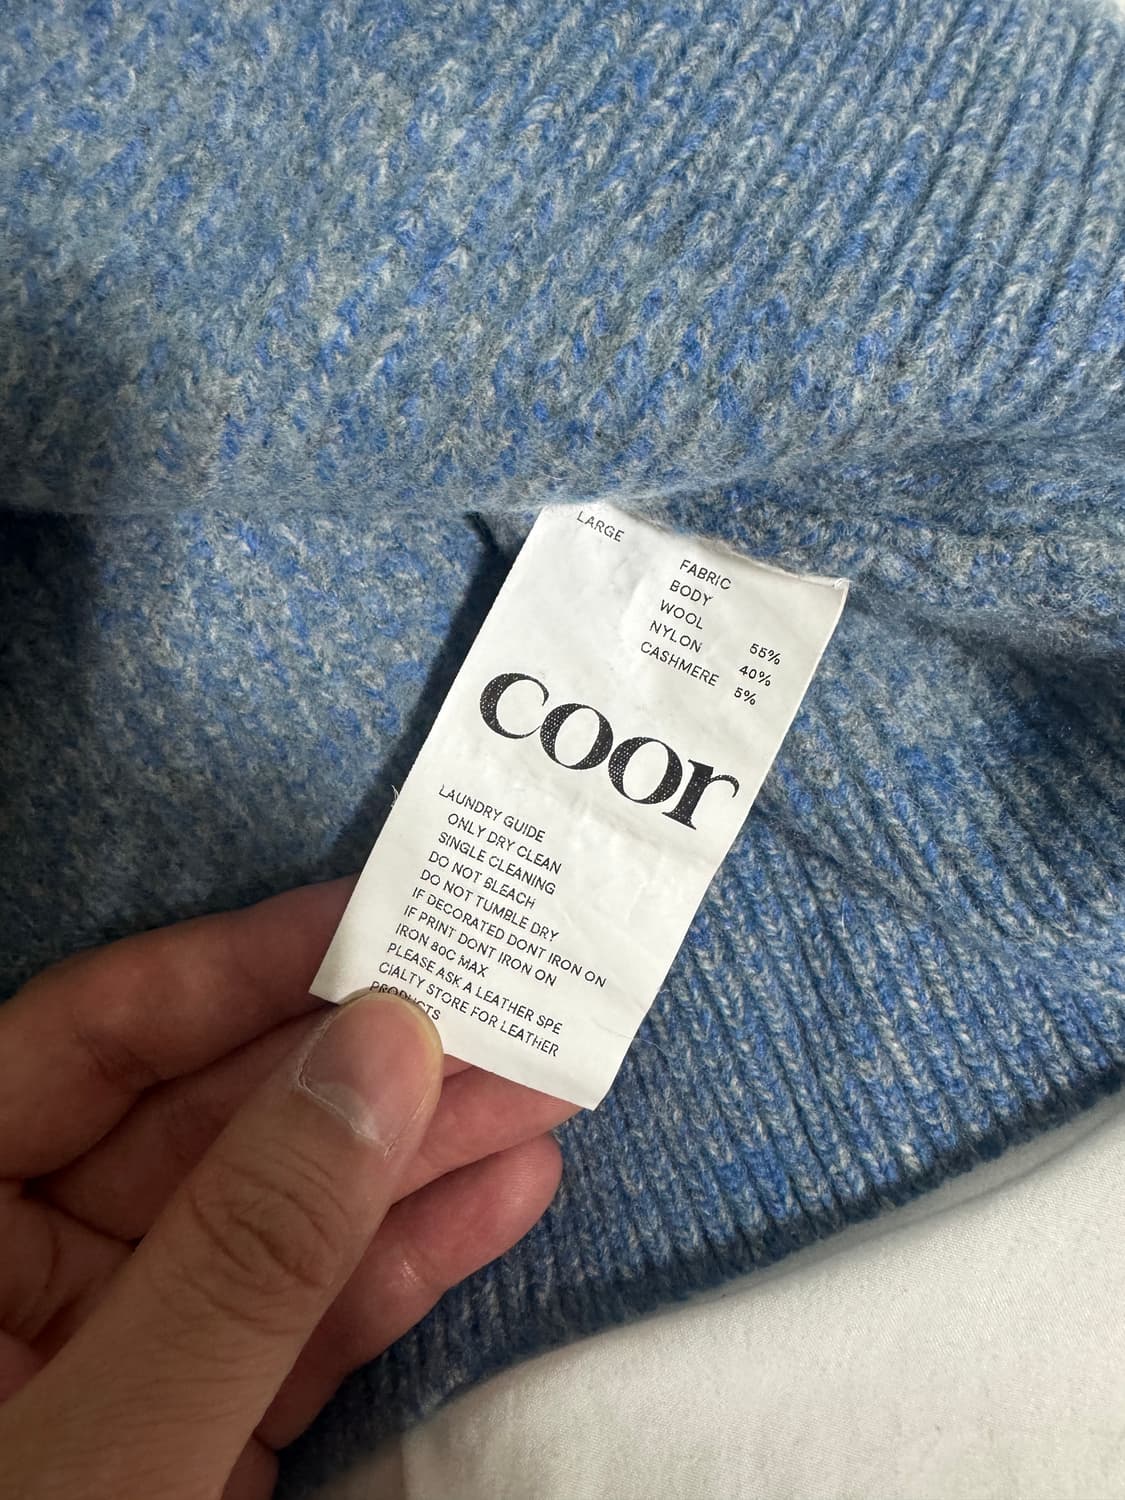 LARGE
FABRIC
BODY
WOOL 55%
NYLON 40%
CASHMERE 5%
coor
LAUNDRY GUIDE
ONLY DRY CLEAN
SINGLE CLEANING
DO NOT BLEACH
DO NOT TUMBLE DRY
IF DECORATED DONT IRON ON
IF PRINT DONT IRON ON
IRON 80C MAX
PLEASE ASK A LEATHER SPE
CIALTY STORE FOR LEATHER
PRODUCTS